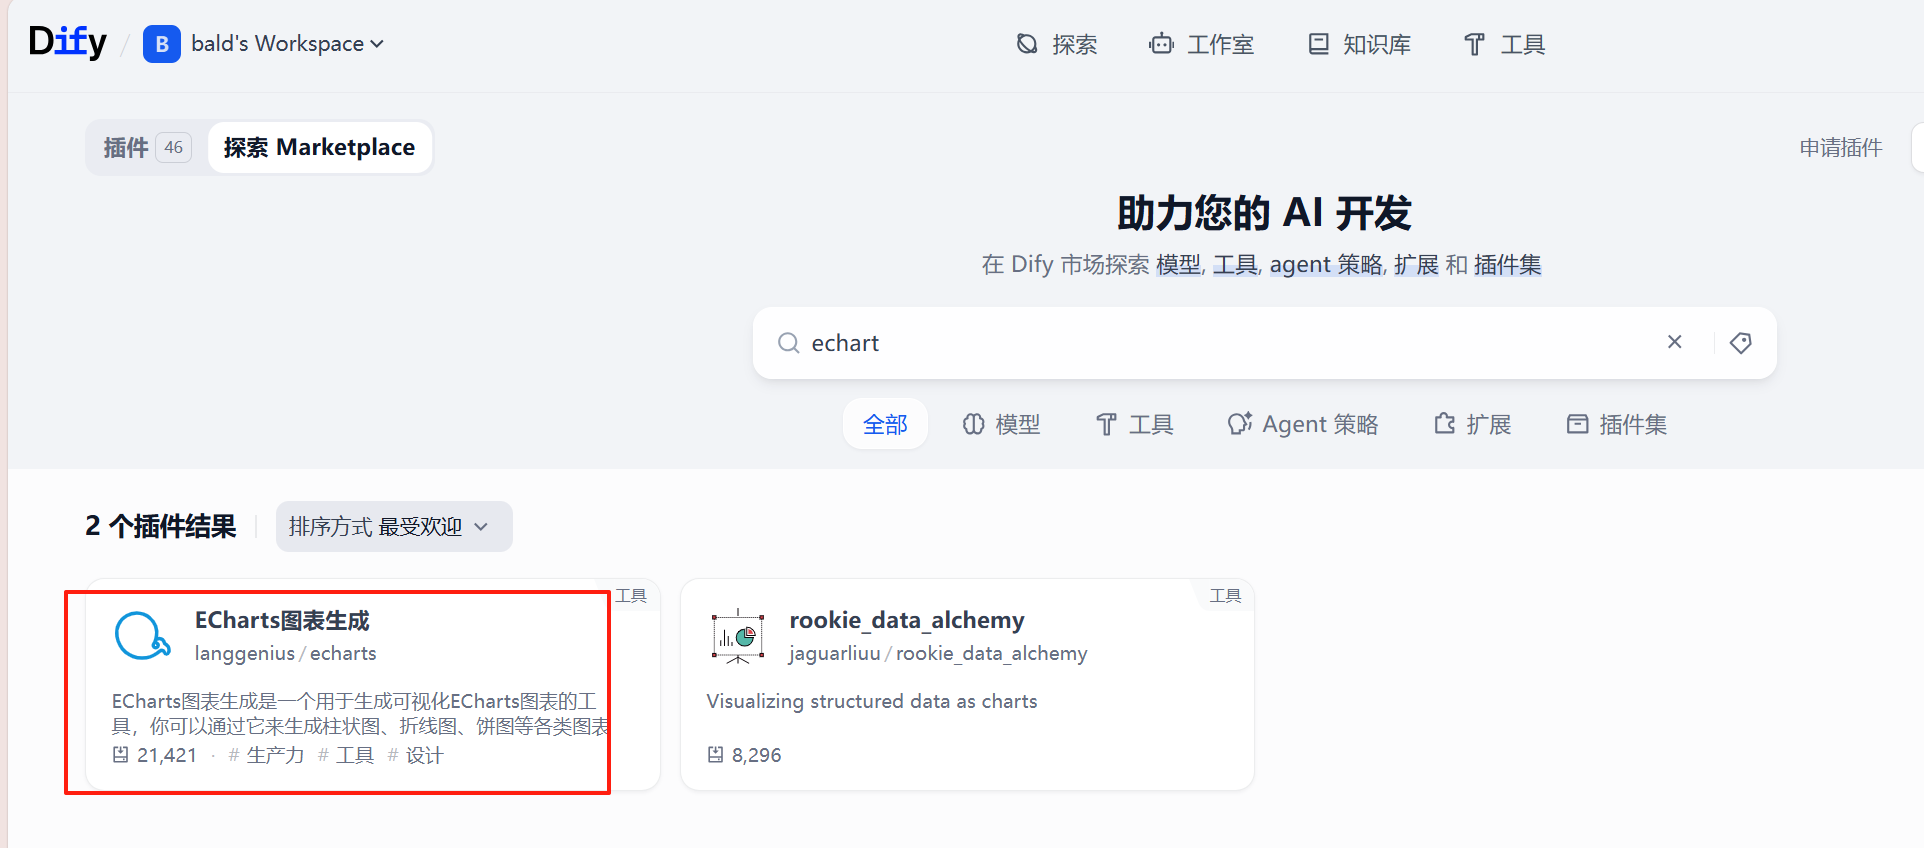 Dify / B bald's Workspace 探索 工作室 知识库 工具
插件 46 探索 Marketplace 申请插件
助力您的 AI 开发
在 Dify 市场探索 模型, 工具, agent 策略, 扩展 和 插件集
echart
全部 模型 工具 Agent 策略 扩展 插件集
2 个插件结果 排序方式 最受欢迎
工具
ECharts图表生成
langgenius / echarts
ECharts图表生成是一个用于生成可视化ECharts图表的工
具，你可以通过它来生成柱状图、折线图、饼图等各类图表
21,421 · # 生产力 # 工具 # 设计
工具
rookie_data_alchemy
jaguarliuu / rookie_data_alchemy
Visualizing structured data as charts
8,296